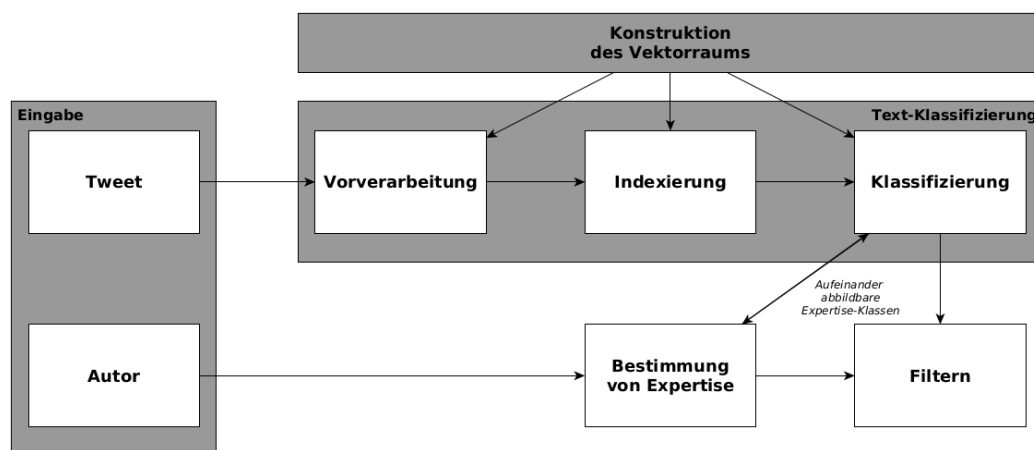 Konstruktion
des Vektorraums
Eingabe
Text-Klassifizierung
Tweet
Vorverarbeitung
Indexierung
Klassifizierung
Aufeinander
abbildbare
Expertise-Klassen
Autor
Bestimmung
von Expertise
Filtern